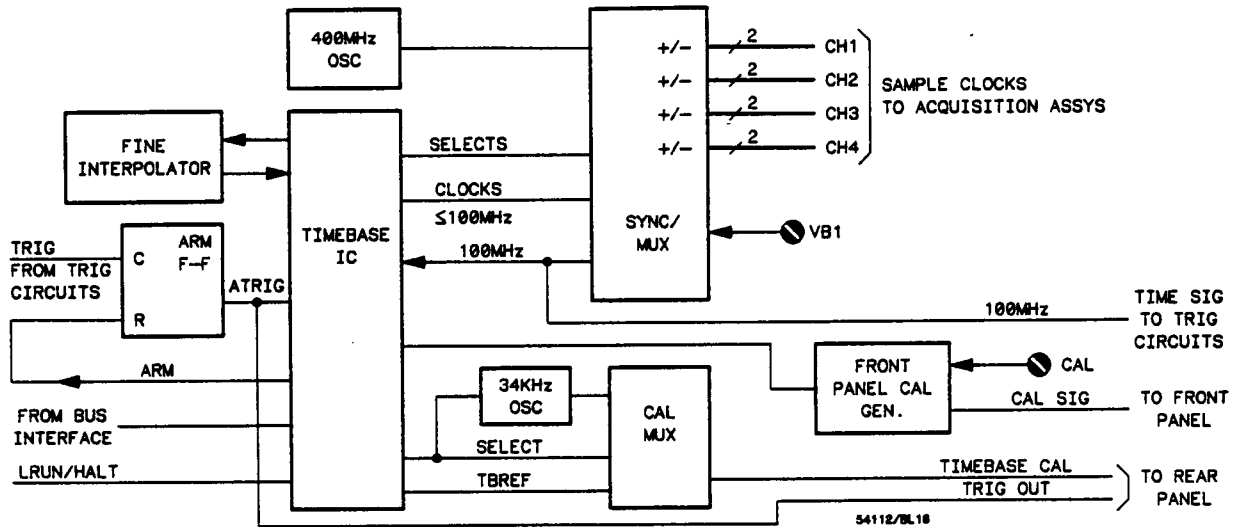 400MHz
OSC
+/-
2
CH1
+/-
2
CH2
+/-
2
CH3
+/-
2
CH4
SAMPLE CLOCKS
TO ACQUISITION ASSYS
FINE
INTERPOLATOR
SELECTS
CLOCKS
≤100MHz
100MHz
TIMEBASE
IC
SYNC/
MUX
VB1
TRIG
FROM TRIG
CIRCUITS
C
ARM
F-F
R
ATRIG
ARM
100MHz
TIME SIG
TO TRIG
CIRCUITS
FRONT
PANEL CAL
GEN.
CAL
CAL SIG
TO FRONT
PANEL
34KHz
OSC
CAL
MUX
FROM BUS
INTERFACE
SELECT
LRUN/HALT
TBREF
TIMEBASE CAL
TRIG OUT
TO REAR
PANEL
54112/BL18